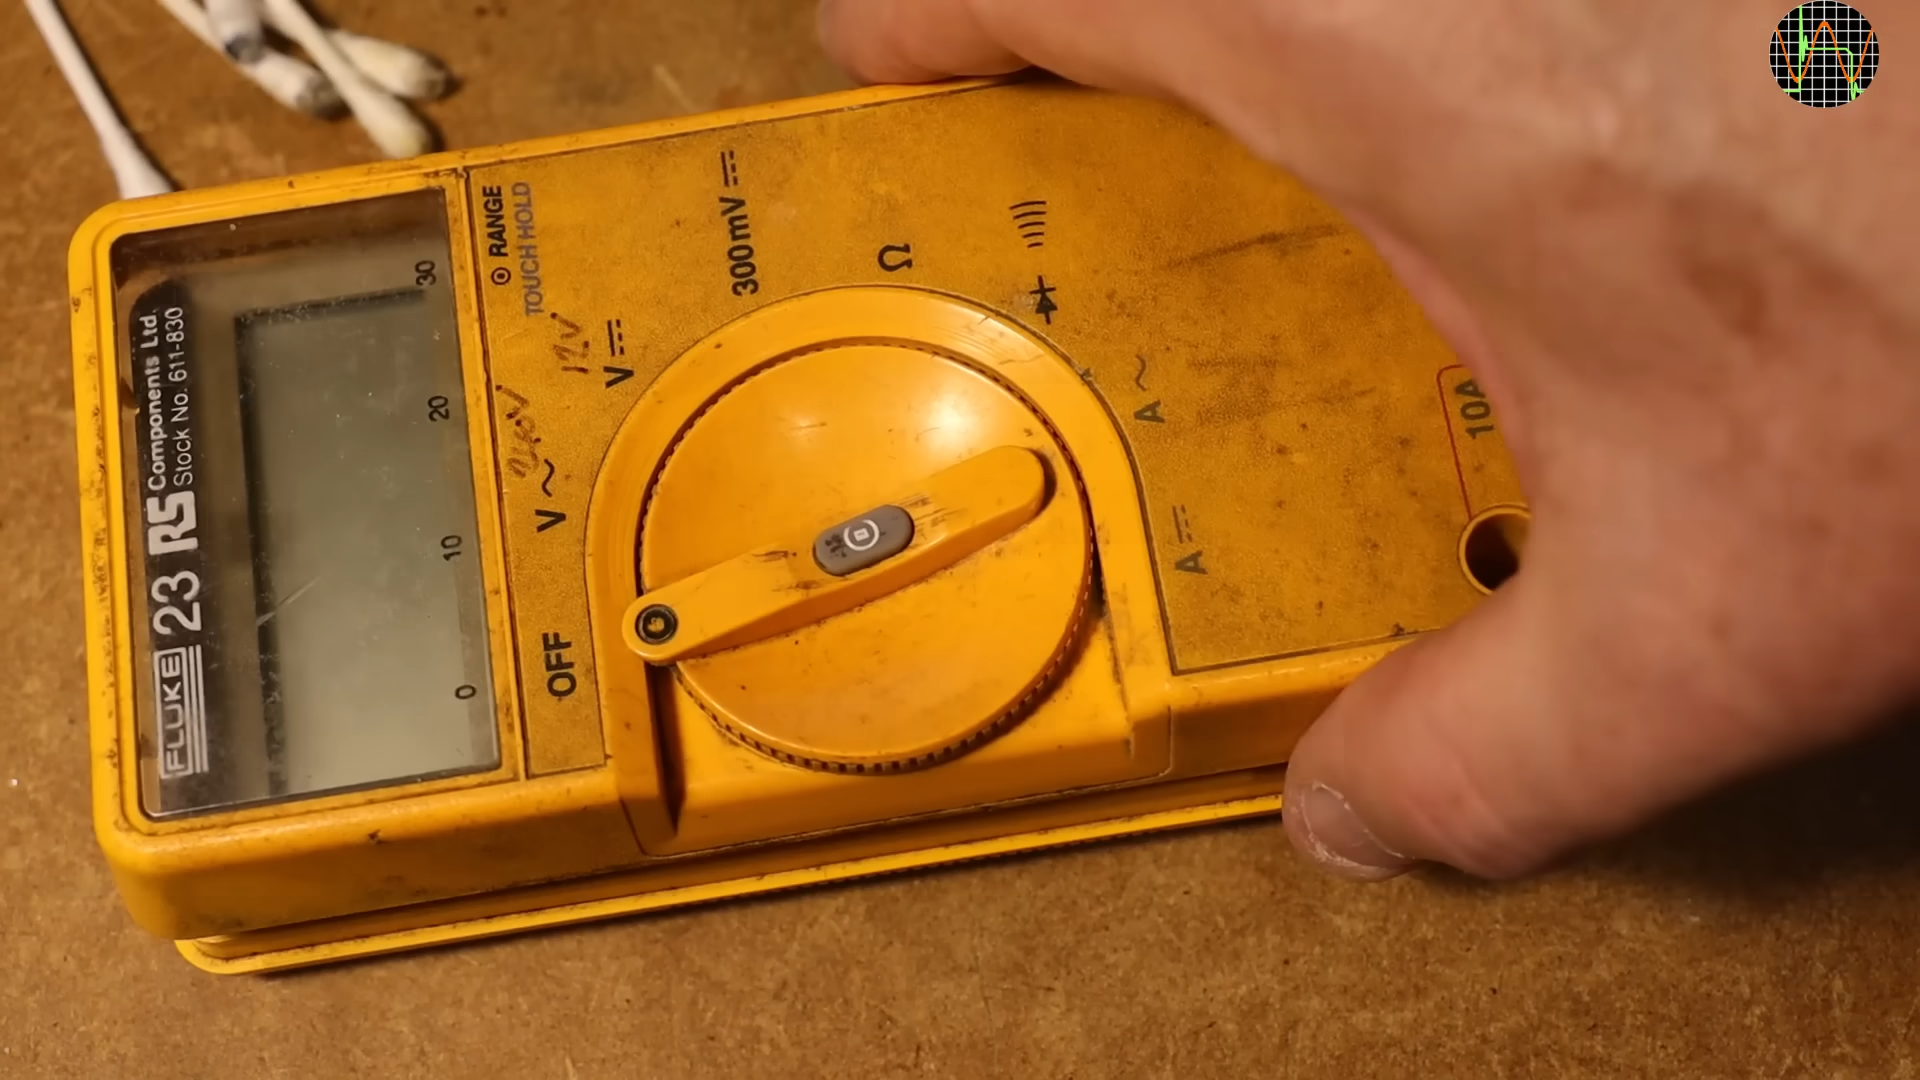 FLUKE 23 RS Components Ltd.
Stock No. 611-830
0 10 20 30
RANGE
TOUCH HOLD
OFF
V
V
12V
300mV
Ω
A
A
10A